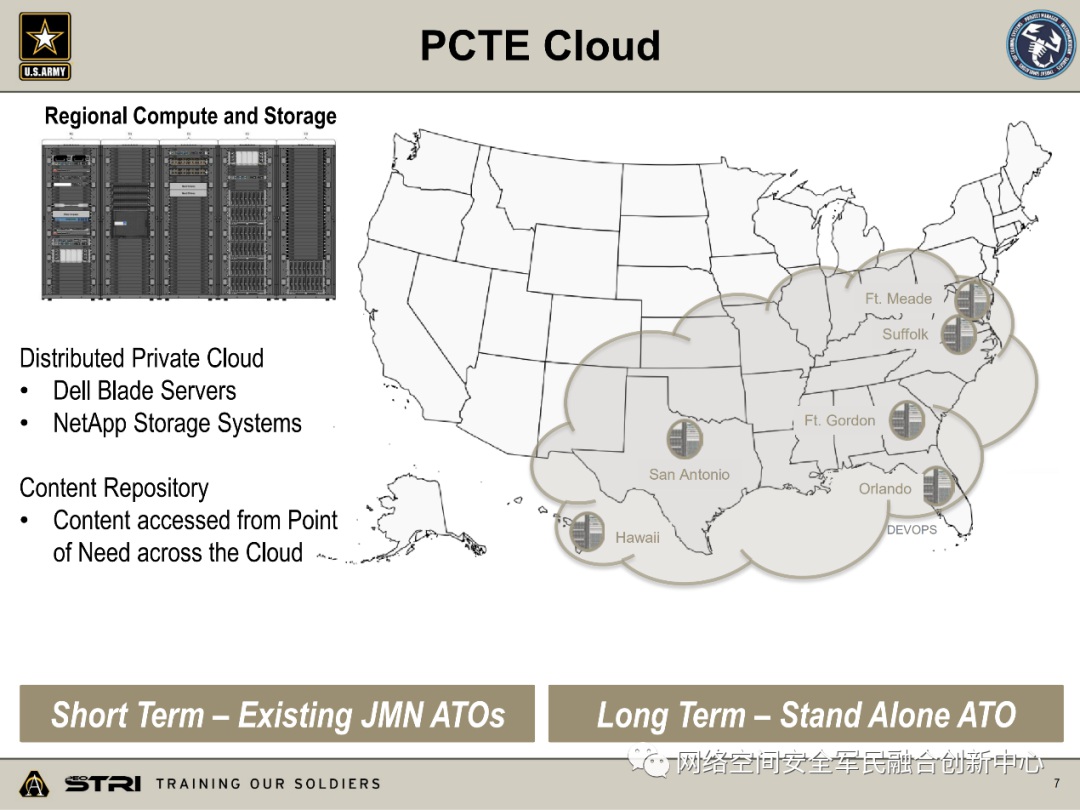 PCTE Cloud
U.S.ARMY
Regional Compute and Storage
Distributed Private Cloud
• Dell Blade Servers
• NetApp Storage Systems
Content Repository
• Content accessed from Point
of Need across the Cloud
Ft. Meade
Suffolk
Ft. Gordon
San Antonio
Orlando
DEVOPS
Hawaii
Short Term – Existing JMN ATOs
Long Term – Stand Alone ATO
网络空间安全军民融合创新中心
PEO STRI TRAINING OUR SOLDIERS
7